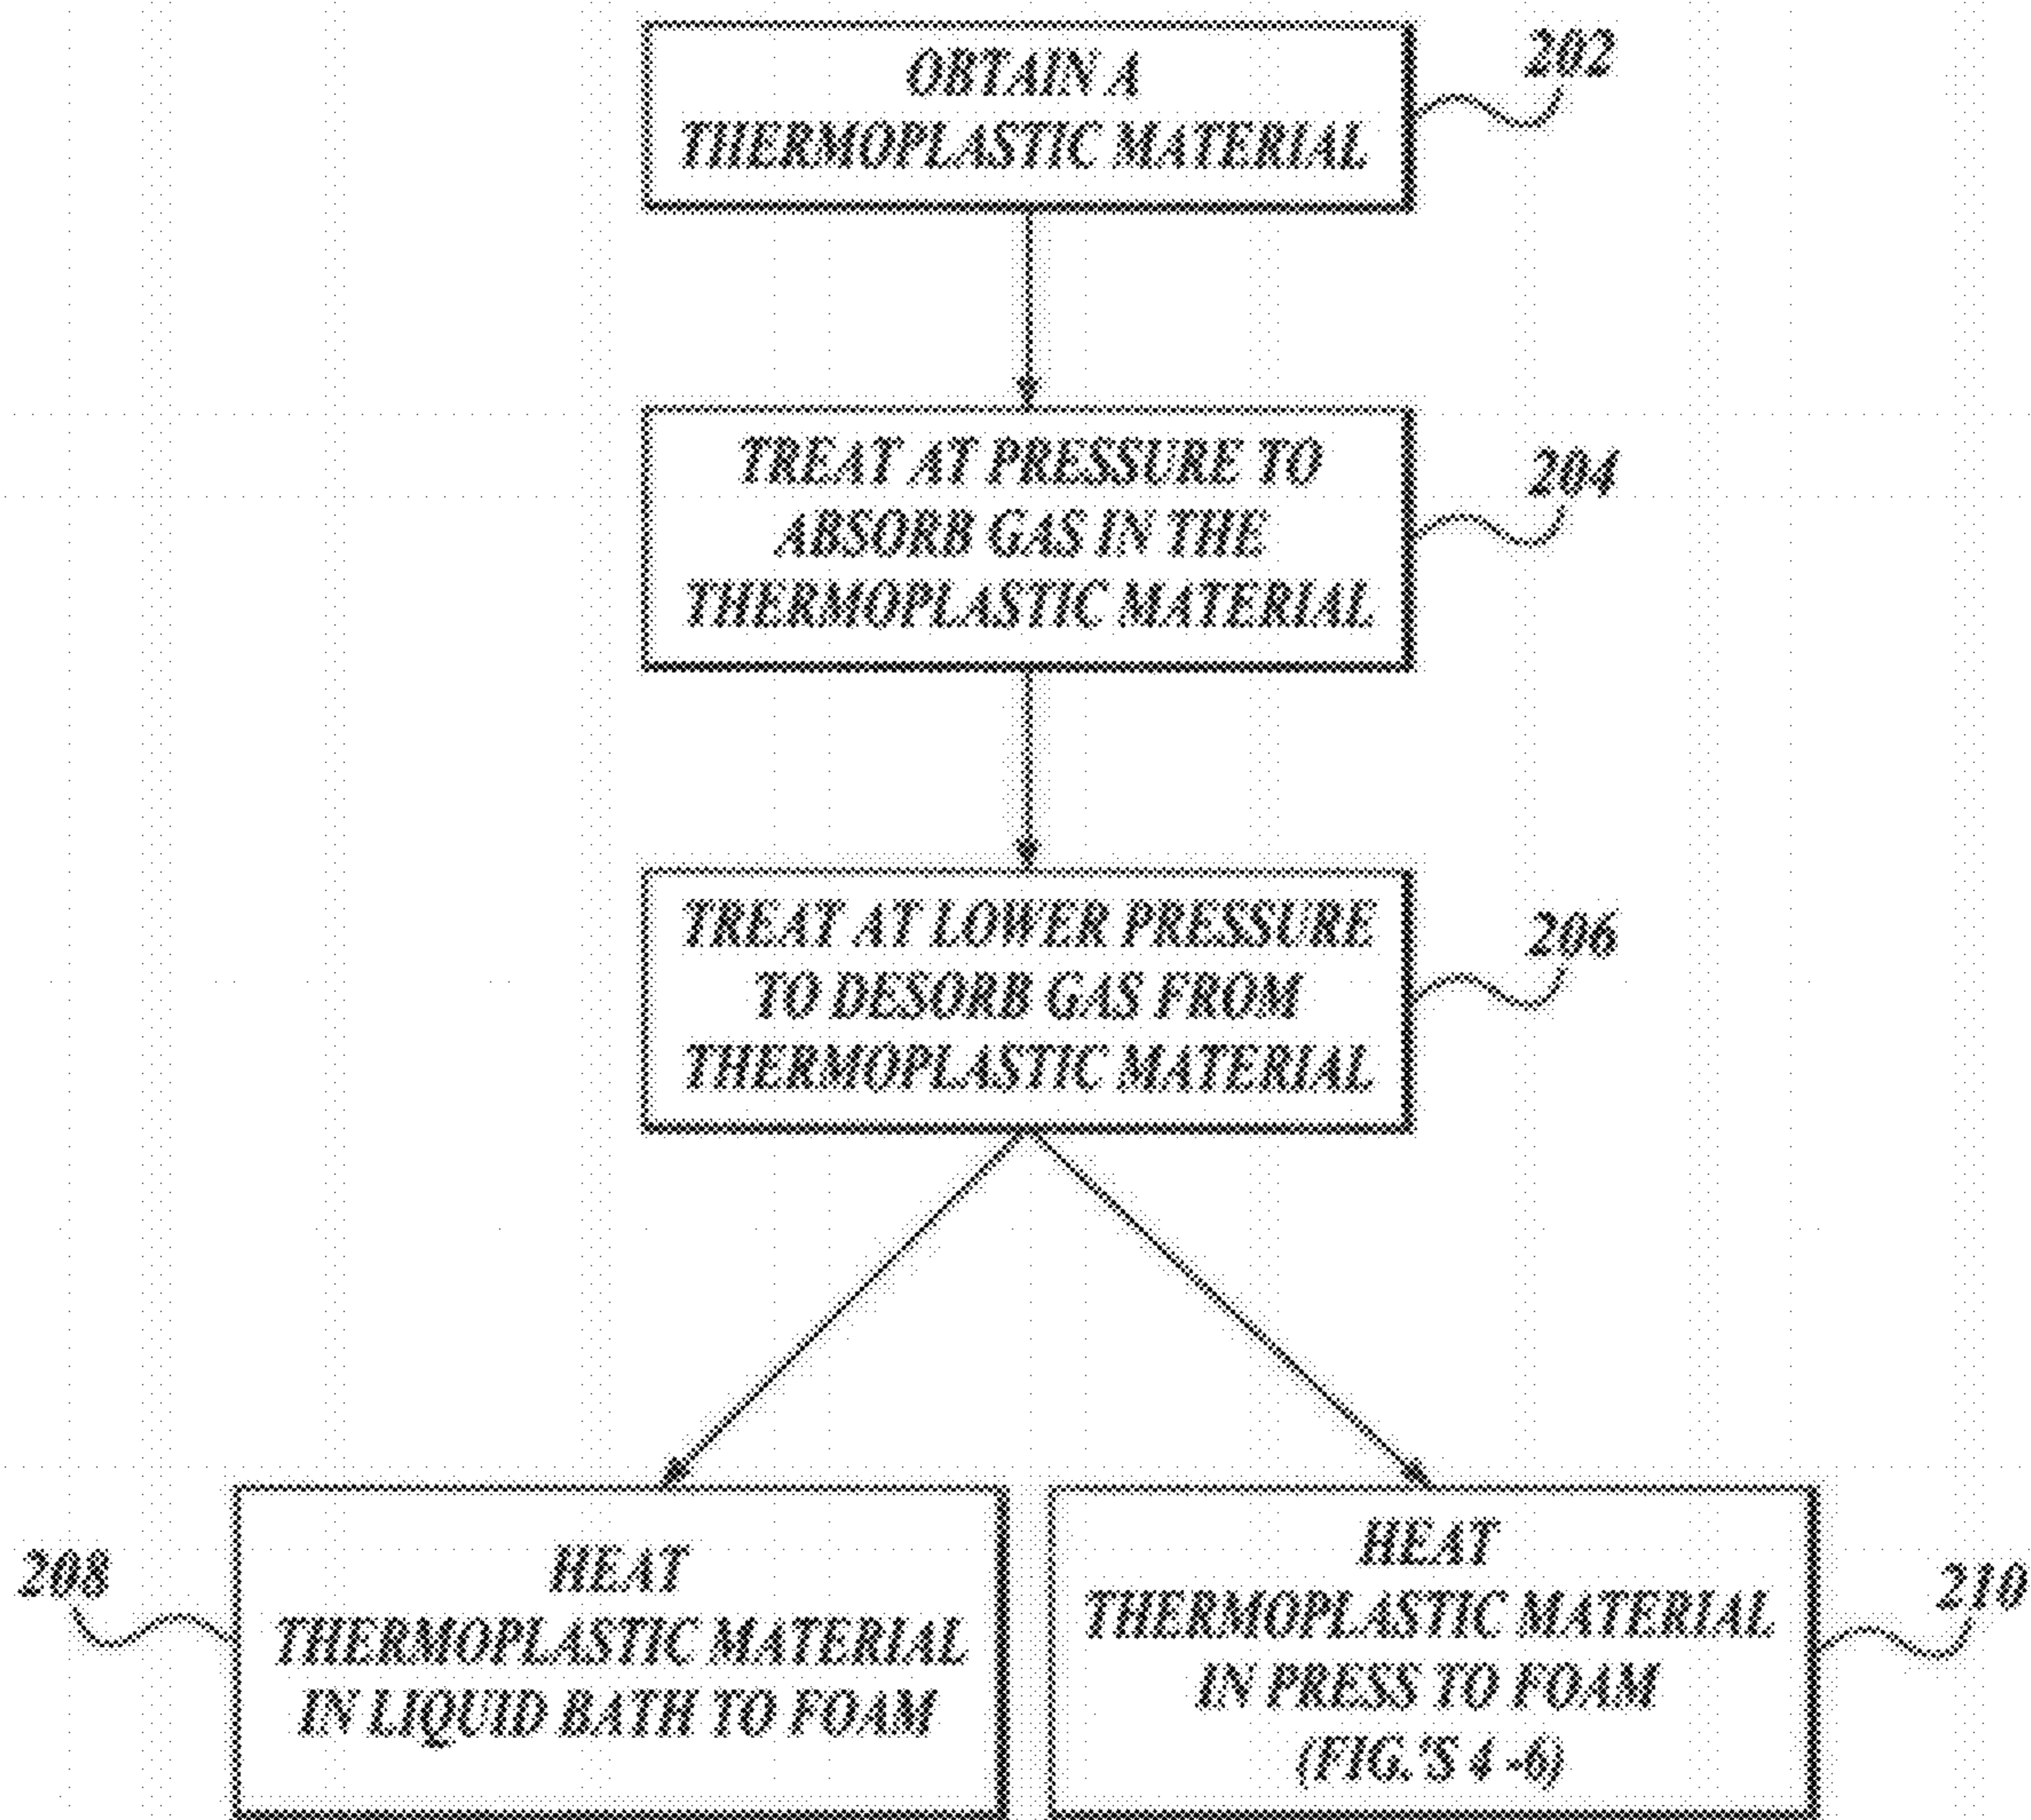 OBTAIN A
THERMOPLASTIC MATERIAL
202
TREAT AT PRESSURE TO
ABSORB GAS IN THE
THERMOPLASTIC MATERIAL
204
TREAT AT LOWER PRESSURE
TO DESORB GAS FROM
THERMOPLASTIC MATERIAL
206
208
HEAT
THERMOPLASTIC MATERIAL
IN LIQUID BATH TO FOAM
HEAT
THERMOPLASTIC MATERIAL
IN PRESS TO FOAM
(FIG.'S 4 -6)
210